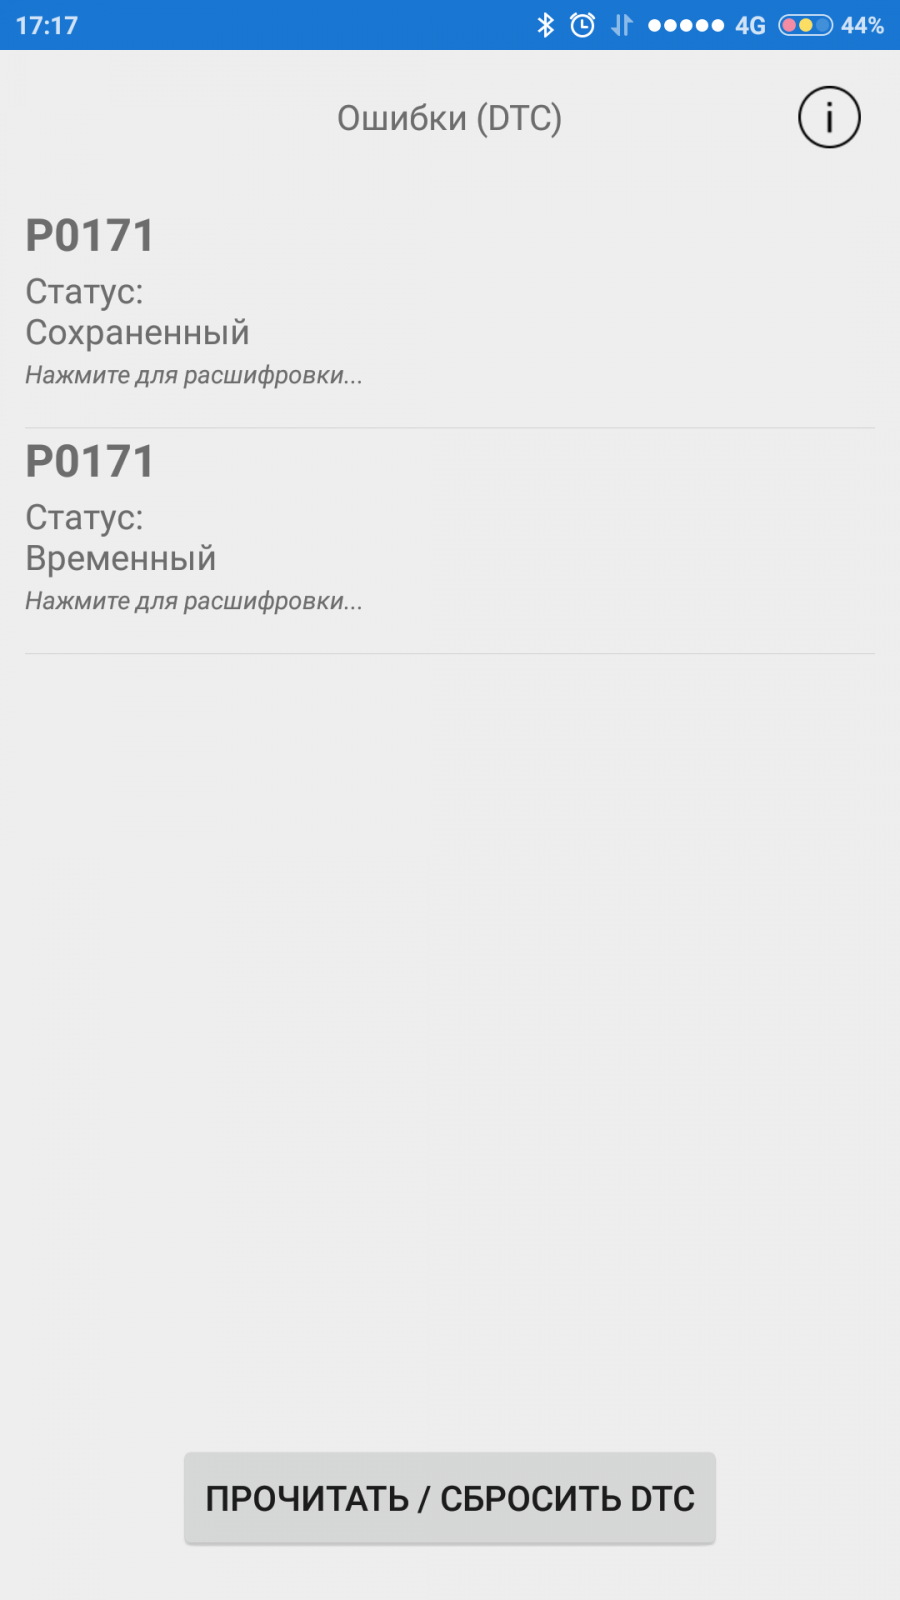 17:17 4G 44%
Ошибки (DTC)
i
P0171
Статус:
Сохраненный
Нажмите для расшифровки...
P0171
Статус:
Временный
Нажмите для расшифровки...
ПРОЧИТАТЬ / СБРОСИТЬ DTC